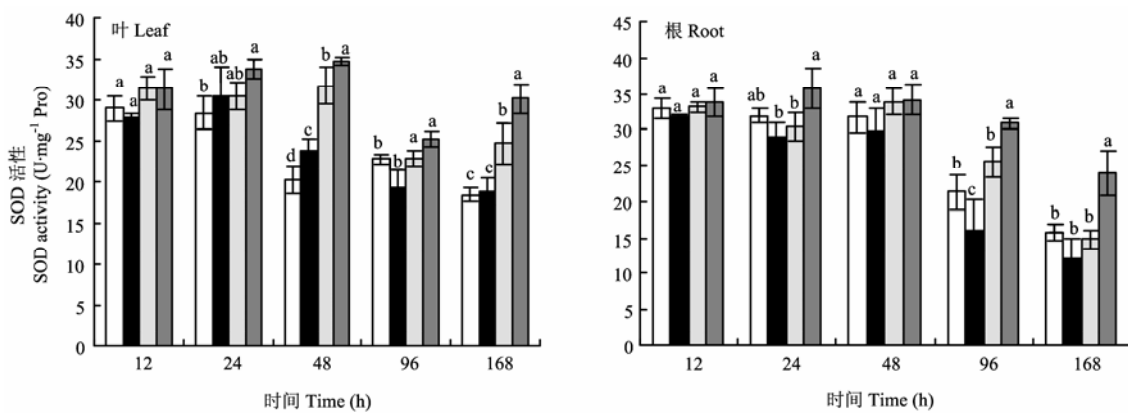 叶 Leaf
SOD 活性
SOD activity (U·mg⁻¹ Pro)
40
35
30
25
20
15
10
5
0
a a a a
b ab ab a
d c b a
b b a a
c c b a
12 24 48 96 168
时间 Time (h)
根 Root
45
40
35
30
25
20
15
10
5
0
a a a a
ab b b a
a a a a
b c b a
b b b a
12 24 48 96 168
时间 Time (h)